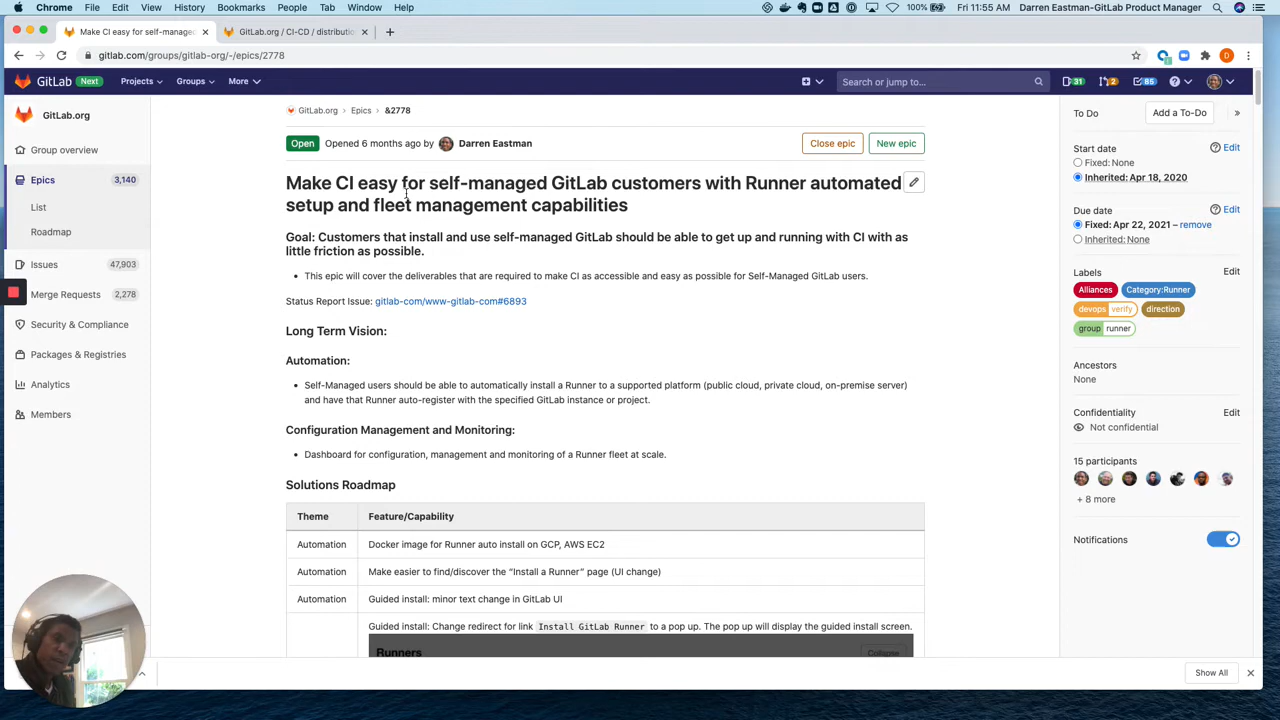 Chrome File Edit View History Bookmarks People Tab Window Help
100% Fri 11:55 Darren Eastman-GitLab Product Manager
Make CI easy for self-managed
GitLab.org / CI-CD / distributio
gitlab.com/groups/gitlab-org/-/epics/2778
D
GitLab Next Projects Groups More
Search or jump to...
31 2 85
GitLab.org
Group overview
Epics 3,140
List
Roadmap
Issues 47,903
Merge Requests 2,278
Security & Compliance
Packages & Registries
Analytics
Members
GitLab.org › Epics › &2778
Open Opened 6 months ago by Darren Eastman
Close epic New epic
Make CI easy for self-managed GitLab customers with Runner automated
setup and fleet management capabilities
Goal: Customers that install and use self-managed GitLab should be able to get up and running with CI with as
little friction as possible.
• This epic will cover the deliverables that are required to make CI as accessible and easy as possible for Self-Managed GitLab users.
Status Report Issue: gitlab-com/www-gitlab-com#6893
Long Term Vision:
Automation:
• Self-Managed users should be able to automatically install a Runner to a supported platform (public cloud, private cloud, on-premise server)
and have that Runner auto-register with the specified GitLab instance or project.
Configuration Management and Monitoring:
• Dashboard for configuration, management and monitoring of a Runner fleet at scale.
Solutions Roadmap
Theme Feature/Capability
Automation Docker image for Runner auto install on GCP, AWS EC2
Automation Make easier to find/discover the “Install a Runner” page (UI change)
Automation Guided install: minor text change in GitLab UI
Guided install: Change redirect for link Install GitLab Runner to a pop up. The pop up will display the guided install screen.
Runners Collapse
To Do Add a To-Do
Start date Edit
Fixed: None
Inherited: Apr 18, 2020
Due date Edit
Fixed: Apr 22, 2021 – remove
Inherited: None
Labels Edit
Alliances Category:Runner
devops verify direction
group runner
Ancestors
None
Confidentiality Edit
Not confidential
15 participants
+ 8 more
Notifications
Show All